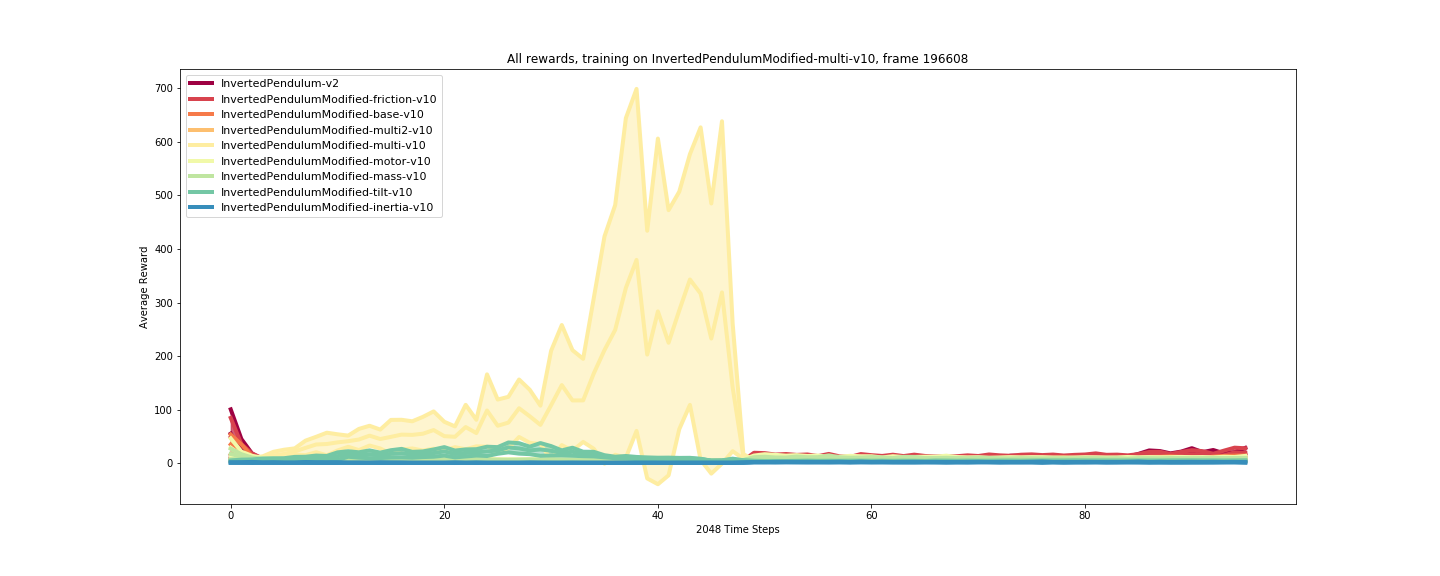 All rewards, training on InvertedPendulumModified-multi-v10, frame 196608
InvertedPendulum-v2
InvertedPendulumModified-friction-v10
InvertedPendulumModified-base-v10
InvertedPendulumModified-multi2-v10
InvertedPendulumModified-multi-v10
InvertedPendulumModified-motor-v10
InvertedPendulumModified-mass-v10
InvertedPendulumModified-tilt-v10
InvertedPendulumModified-inertia-v10
Average Reward
700
600
500
400
300
200
100
0
0 20 40 60 80
2048 Time Steps